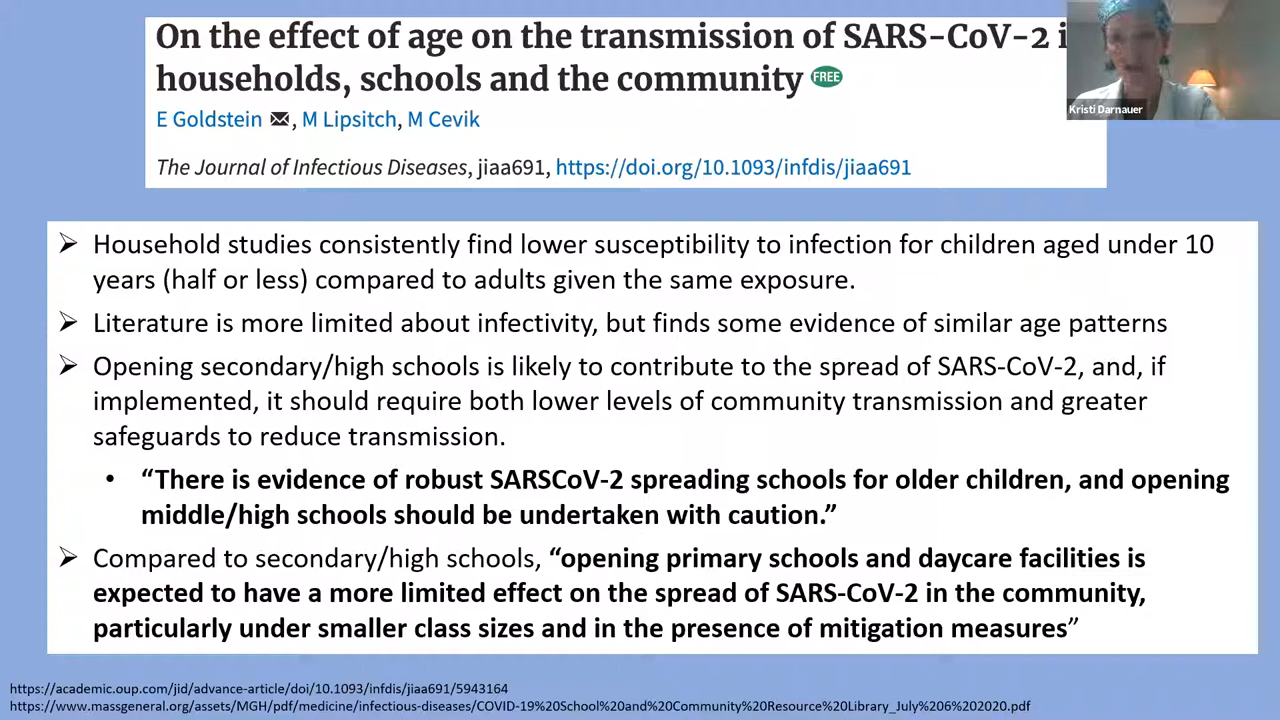 On the effect of age on the transmission of SARS-CoV-2 i
households, schools and the community FREE
E Goldstein ✉, M Lipsitch, M Cevik
The Journal of Infectious Diseases, jiaa691, https://doi.org/10.1093/infdis/jiaa691
Kristi Darnauer
➢ Household studies consistently find lower susceptibility to infection for children aged under 10
years (half or less) compared to adults given the same exposure.
➢ Literature is more limited about infectivity, but finds some evidence of similar age patterns
➢ Opening secondary/high schools is likely to contribute to the spread of SARS-CoV-2, and, if
implemented, it should require both lower levels of community transmission and greater
safeguards to reduce transmission.
• “There is evidence of robust SARSCoV-2 spreading schools for older children, and opening
middle/high schools should be undertaken with caution.”
➢ Compared to secondary/high schools, “opening primary schools and daycare facilities is
expected to have a more limited effect on the spread of SARS-CoV-2 in the community,
particularly under smaller class sizes and in the presence of mitigation measures”
https://academic.oup.com/jid/advance-article/doi/10.1093/infdis/jiaa691/5943164
https://www.massgeneral.org/assets/MGH/pdf/medicine/infectious-diseases/COVID-19%20School%20and%20Community%20Resource%20Library_July%206%202020.pdf